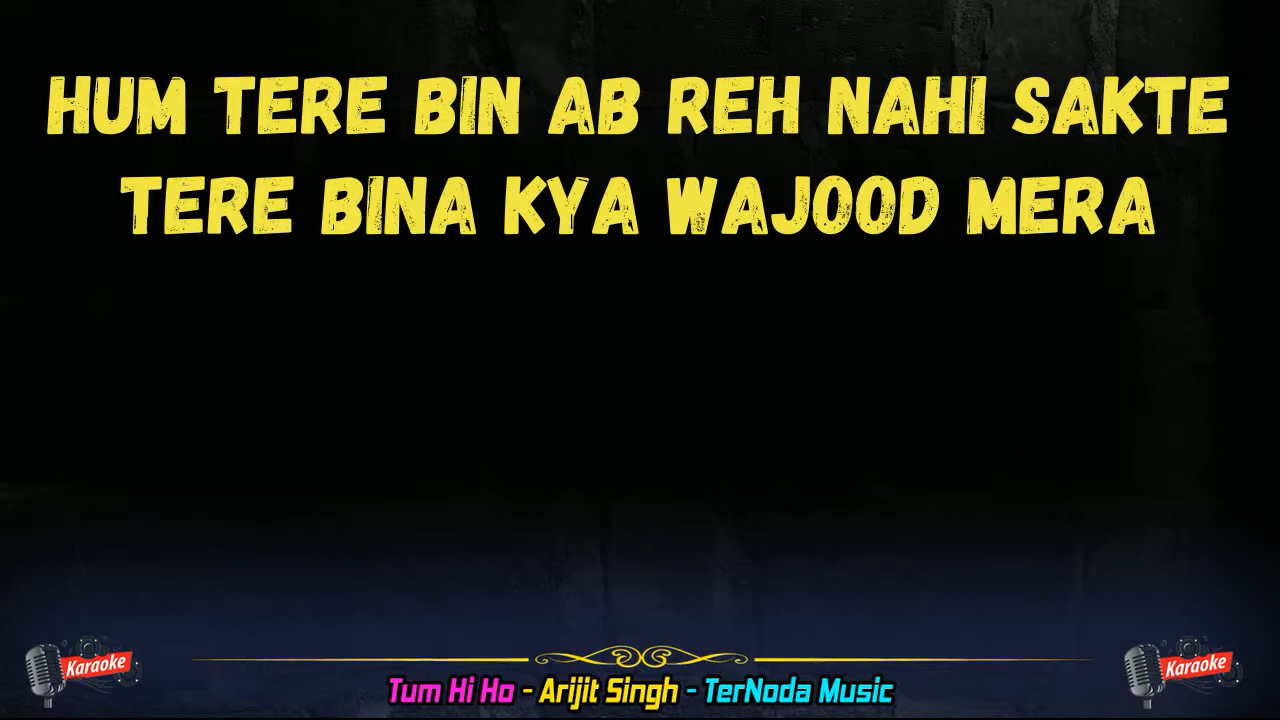 HUM TERE BIN AB REH NAHI SAKTE
TERE BINA KYA WAJOOD MERA
Karaoke
Karaoke
Tum Hi Ho - Arijit Singh - TerNoda Music